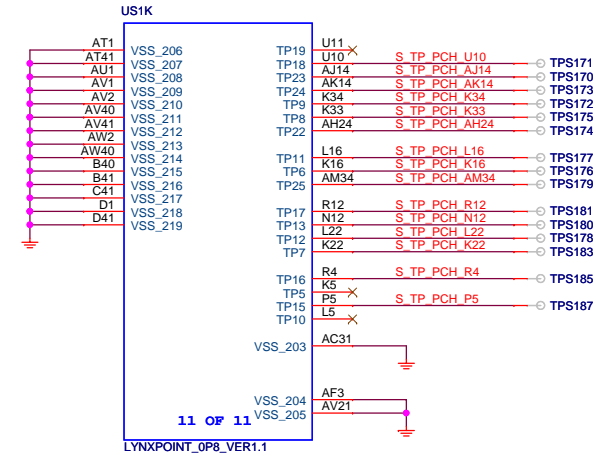 US1K
AT1 VSS_206 TP19 U11
AT41 VSS_207 TP18 U10 S_TP_PCH_U10 TPS171
AU1 VSS_208 TP23 AJ14 S_TP_PCH_AJ14 TPS170
AV1 VSS_209 TP24 AK14 S_TP_PCH_AK14 TPS173
AV2 VSS_210 TP9 K34 S_TP_PCH_K34 TPS172
AV40 VSS_211 TP8 K33 S_TP_PCH_K33 TPS175
AV41 VSS_212 TP22 AH24 S_TP_PCH_AH24 TPS174
AW2 VSS_213
AW40 VSS_214 TP11 L16 S_TP_PCH_L16 TPS177
B40 VSS_215 TP6 K16 S_TP_PCH_K16 TPS176
B41 VSS_216 TP25 AM34 S_TP_PCH_AM34 TPS179
C41 VSS_217
D1 VSS_218 TP17 R12 S_TP_PCH_R12 TPS181
D41 VSS_219 TP13 N12 S_TP_PCH_N12 TPS180
TP12 L22 S_TP_PCH_L22 TPS178
TP7 K22 S_TP_PCH_K22 TPS183
TP16 R4 S_TP_PCH_R4 TPS185
TP5 K5
TP15 P5 S_TP_PCH_P5 TPS187
TP10 L5
VSS_203 AC31
VSS_204 AF3
11 OF 11 VSS_205 AV21
LYNXPOINT_0P8_VER1.1